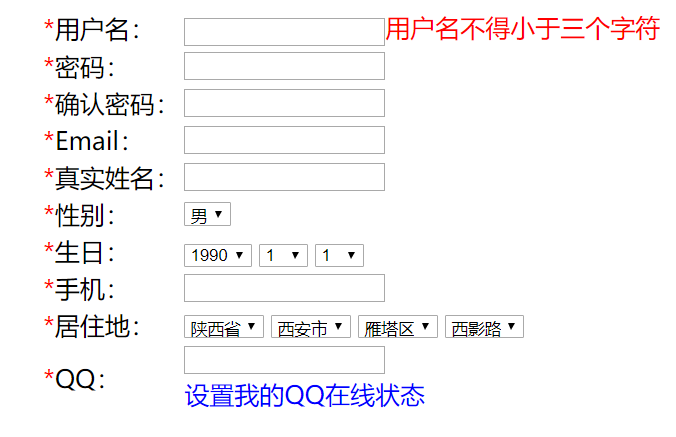 *用户名： 用户名不得小于三个字符
*密码：
*确认密码：
*Email：
*真实姓名：
*性别： 男
*生日： 1990 1 1
*手机：
*居住地： 陕西省 西安市 雁塔区 西影路
*QQ：
设置我的QQ在线状态